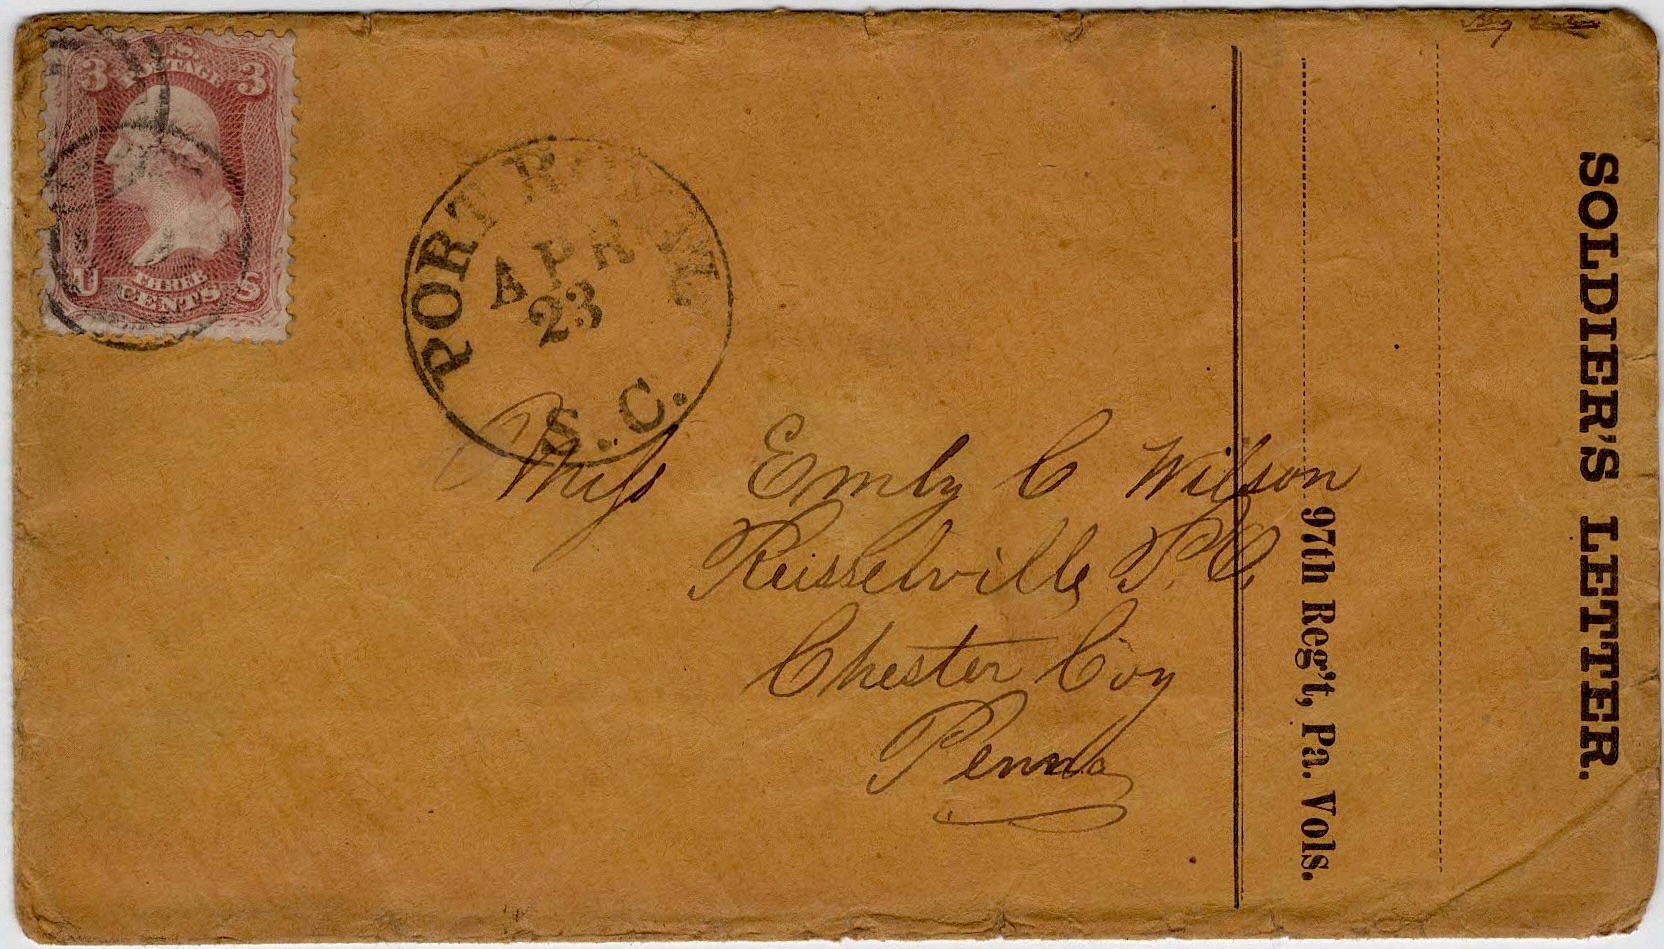 3 U.S. POSTAGE 3
U THREE CENTS S
PORT ROYAL
APR
23
S.C.
Miss Emly C Wilson
Russelville P.O.
Chester Coy
Penna
SOLDIER'S LETTER.
97th Reg't, Pa. Vols.